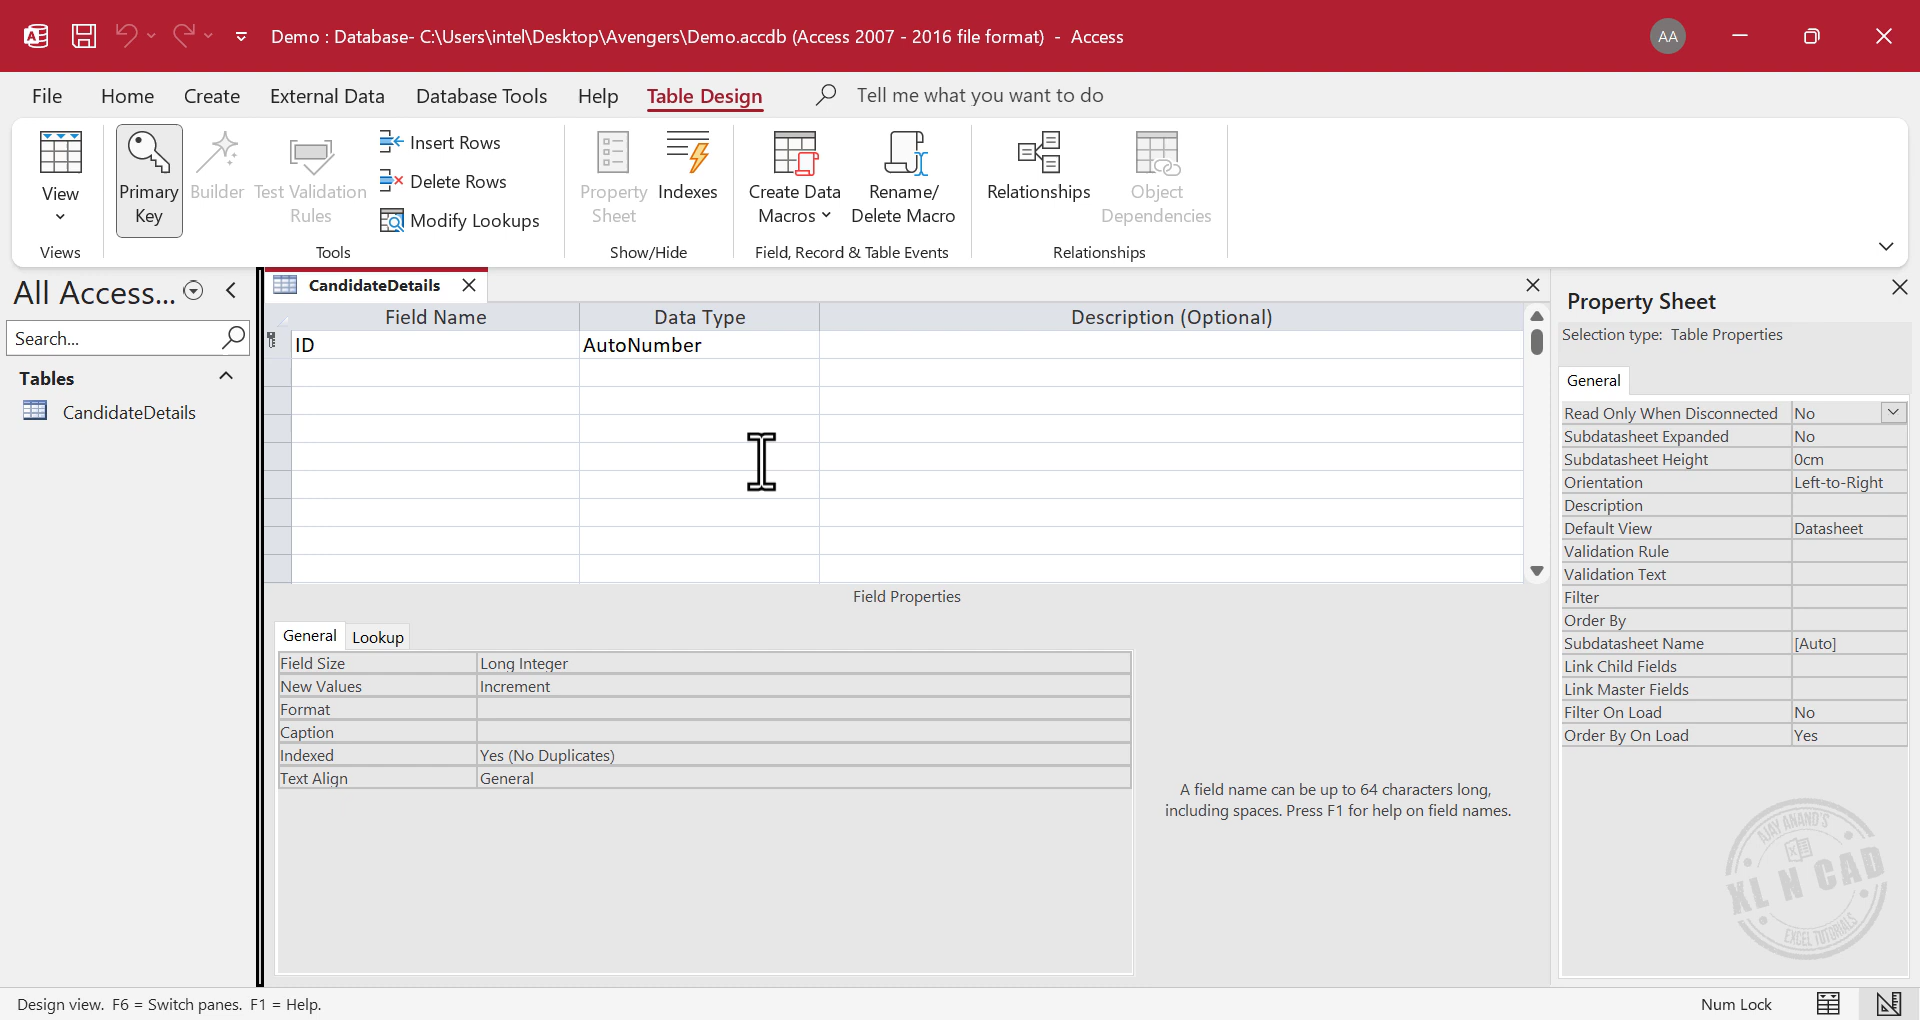 Demo : Database- C:\Users\intel\Desktop\Avengers\Demo.accdb (Access 2007 - 2016 file format) - Access
AA
File Home Create External Data Database Tools Help Table Design Tell me what you want to do
View
Views
Primary
Key
Builder
Test Validation
Rules
Insert Rows
Delete Rows
Modify Lookups
Tools
Property
Sheet
Indexes
Show/Hide
Create Data
Macros
Rename/
Delete Macro
Field, Record & Table Events
Relationships
Object
Dependencies
Relationships
All Access...
Search...
Tables
CandidateDetails
CandidateDetails
Field Name Data Type Description (Optional)
ID AutoNumber
Field Properties
General Lookup
Field Size Long Integer
New Values Increment
Format
Caption
Indexed Yes (No Duplicates)
Text Align General
A field name can be up to 64 characters long,
including spaces. Press F1 for help on field names.
Property Sheet
Selection type: Table Properties
General
Read Only When Disconnected No
Subdatasheet Expanded No
Subdatasheet Height 0cm
Orientation Left-to-Right
Description
Default View Datasheet
Validation Rule
Validation Text
Filter
Order By
Subdatasheet Name [Auto]
Link Child Fields
Link Master Fields
Filter On Load No
Order By On Load Yes
AJAY ANAND'S
XL N CAD
EXCEL TUTORIALS
Design view. F6 = Switch panes. F1 = Help.
Num Lock